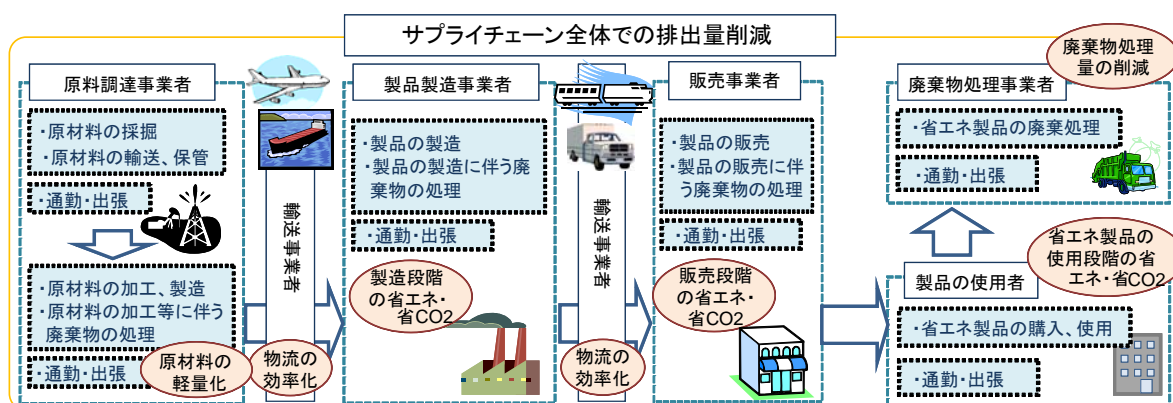 サプライチェーン全体での排出量削減
原料調達事業者
・原材料の採掘
・原材料の輸送、保管
・通勤・出張
・原材料の加工、製造
・原材料の加工等に伴う
廃棄物の処理
・通勤・出張
原材料の
軽量化
輸送事業者
物流の
効率化
製品製造事業者
・製品の製造
・製品の製造に伴う廃
棄物の処理
・通勤・出張
製造段階
の省エネ・
省CO2
輸送事業者
物流の
効率化
販売事業者
・製品の販売
・製品の販売に伴
う廃棄物の処理
・通勤・出張
販売段階
の省エネ・
省CO2
廃棄物処理
量の削減
廃棄物処理事業者
・省エネ製品の廃棄処理
・通勤・出張
省エネ製品の
使用段階の省
エネ・省CO2
製品の使用者
・省エネ製品の購入、使用
・通勤・出張